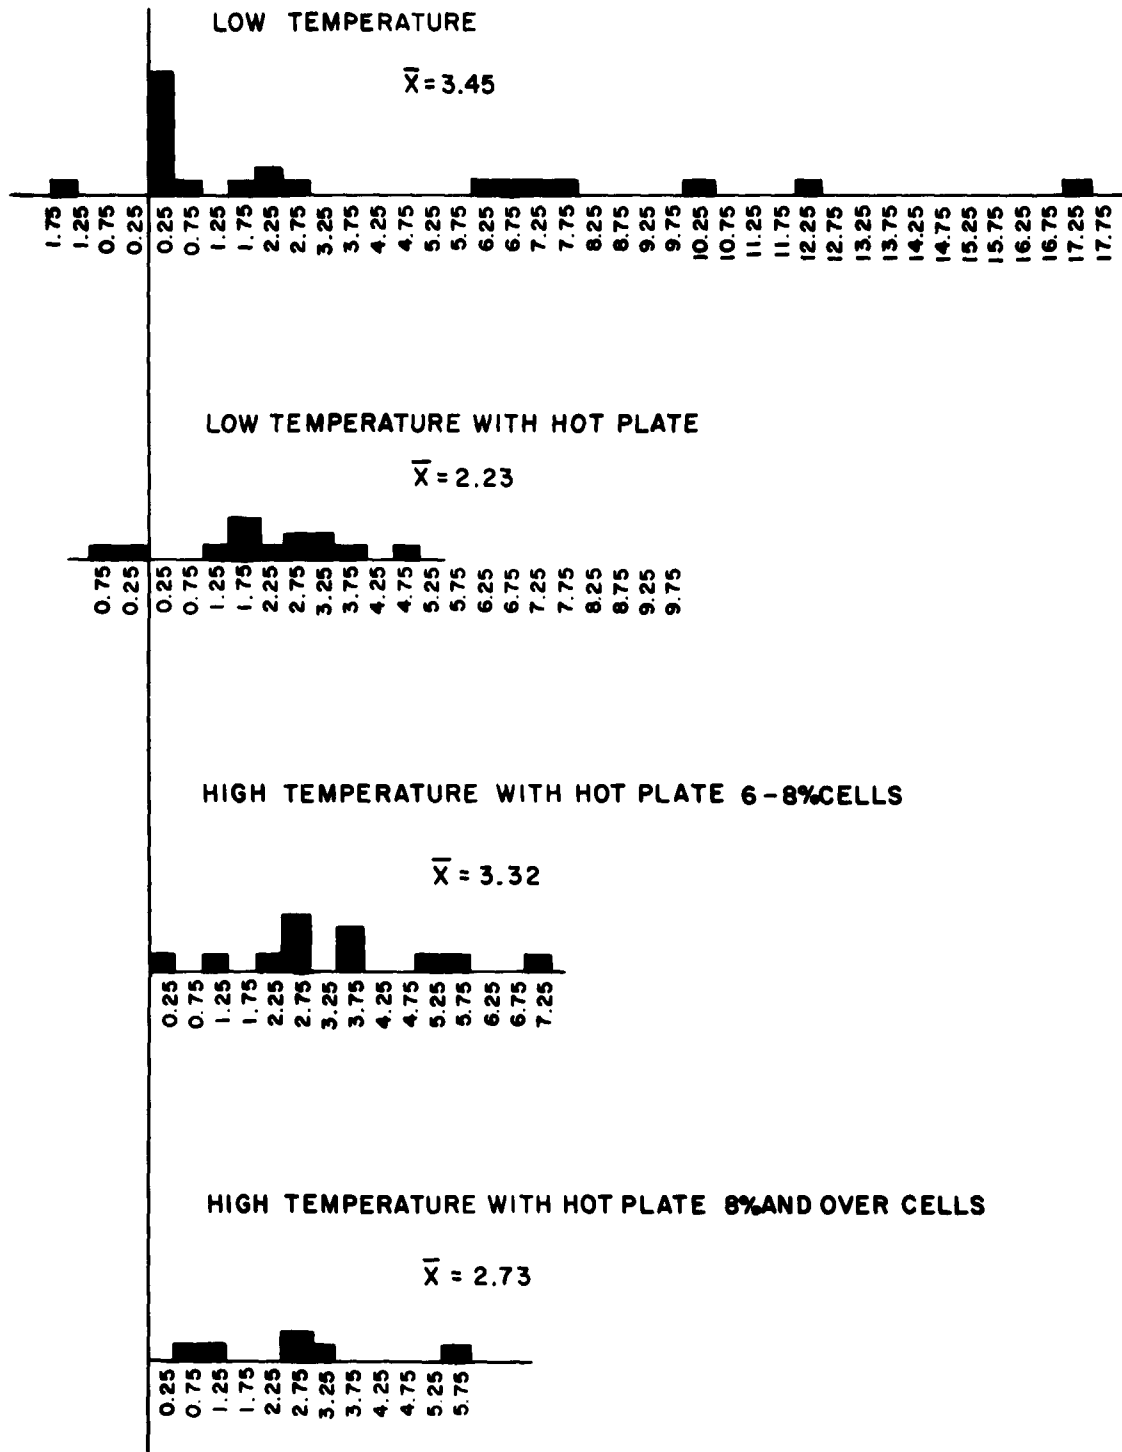 LOW TEMPERATURE
X̄ = 3.45
1.75 1.25 0.75 0.25 0.25 0.75 1.25 1.75 2.25 2.75 3.25 3.75 4.25 4.75 5.25 5.75 6.25 6.75 7.25 7.75 8.25 8.75 9.25 9.75 10.25 10.75 11.25 11.75 12.25 12.75 13.25 13.75 14.25 14.75 15.25 15.75 16.25 16.75 17.25 17.75
LOW TEMPERATURE WITH HOT PLATE
X̄ = 2.23
0.75 0.25 0.25 0.75 1.25 1.75 2.25 2.75 3.25 3.75 4.25 4.75 5.25 5.75 6.25 6.75 7.25 7.75 8.25 8.75 9.25 9.75
HIGH TEMPERATURE WITH HOT PLATE 6-8% CELLS
X̄ = 3.32
0.25 0.75 1.25 1.75 2.25 2.75 3.25 3.75 4.25 4.75 5.25 5.75 6.25 6.75 7.25
HIGH TEMPERATURE WITH HOT PLATE 8% AND OVER CELLS
X̄ = 2.73
0.25 0.75 1.25 1.75 2.25 2.75 3.25 3.75 4.25 4.75 5.25 5.75